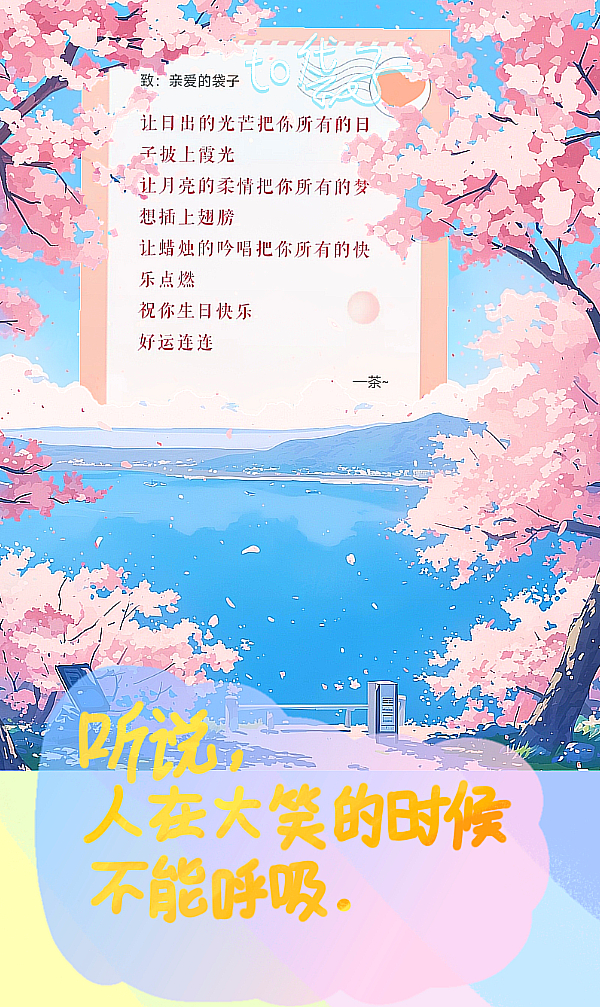 to 袋子
致：亲爱的袋子
让日出的光芒把你所有的日
子披上霞光
让月亮的柔情把你所有的梦
想插上翅膀
让蜡烛的吟唱把你所有的快
乐点燃
祝你生日快乐
好运连连
一茶~
听说，
人在大笑的时候
不能呼吸.